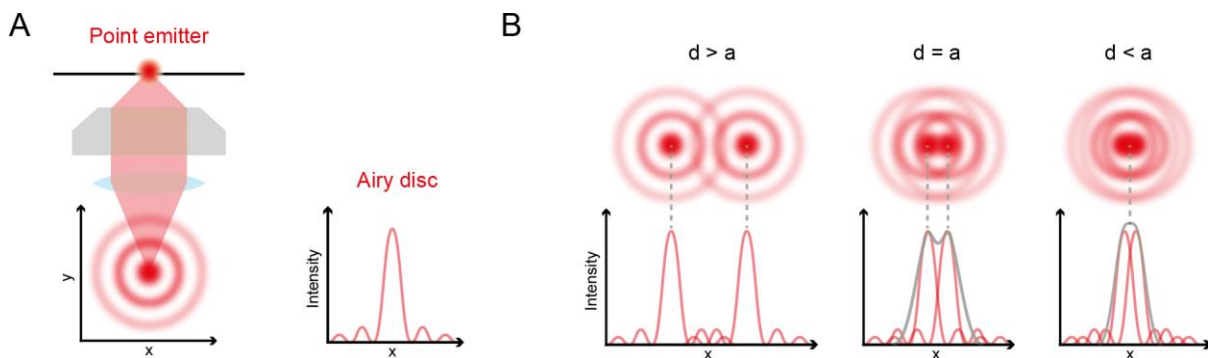 A
Point emitter
y
x
Airy disc
Intensity
x
B
d > a
d = a
d < a
Intensity
x
x
x